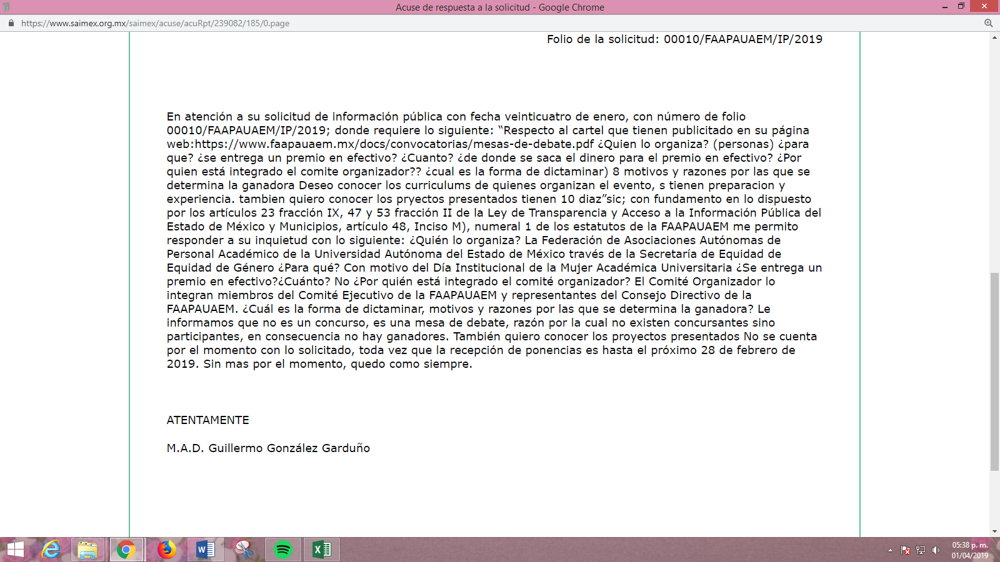 Acuse de respuesta a la solicitud - Google Chrome
https://www.saimex.org.mx/saimex/acuse/acuRpt/239082/185/0.page
Folio de la solicitud: 00010/FAAPAUAEM/IP/2019
En atención a su solicitud de información pública con fecha veinticuatro de enero, con número de folio
00010/FAAPAUAEM/IP/2019; donde requiere lo siguiente: “Respecto al cartel que tienen publicitado en su página
web:https://www.faapauaem.mx/docs/convocatorias/mesas-de-debate.pdf ¿Quien lo organiza? (personas) ¿para
que? ¿se entrega un premio en efectivo? ¿Cuanto? ¿de donde se saca el dinero para el premio en efectivo? ¿Por
quien está integrado el comite organizador?? ¿cual es la forma de dictaminar) 8 motivos y razones por las que se
determina la ganadora Deseo conocer los curriculums de quienes organizan el evento, s tienen preparacion y
experiencia. tambien quiero conocer los pryectos presentados tienen 10 diaz”sic; con fundamento en lo dispuesto
por los artículos 23 fracción IX, 47 y 53 fracción II de la Ley de Transparencia y Acceso a la Información Pública del
Estado de México y Municipios, artículo 48, Inciso M), numeral 1 de los estatutos de la FAAPAUAEM me permito
responder a su inquietud con lo siguiente: ¿Quién lo organiza? La Federación de Asociaciones Autónomas de
Personal Académico de la Universidad Autónoma del Estado de México través de la Secretaría de Equidad de
Equidad de Género ¿Para qué? Con motivo del Día Institucional de la Mujer Académica Universitaria ¿Se entrega un
premio en efectivo?¿Cuánto? No ¿Por quién está integrado el comité organizador? El Comité Organizador lo
integran miembros del Comité Ejecutivo de la FAAPAUAEM y representantes del Consejo Directivo de la
FAAPAUAEM. ¿Cuál es la forma de dictaminar, motivos y razones por las que se determina la ganadora? Le
informamos que no es un concurso, es una mesa de debate, razón por la cual no existen concursantes sino
participantes, en consecuencia no hay ganadores. También quiero conocer los proyectos presentados No se cuenta
por el momento con lo solicitado, toda vez que la recepción de ponencias es hasta el próximo 28 de febrero de
2019. Sin mas por el momento, quedo como siempre.
ATENTAMENTE
M.A.D. Guillermo González Garduño
05:38 p. m.
01/04/2019